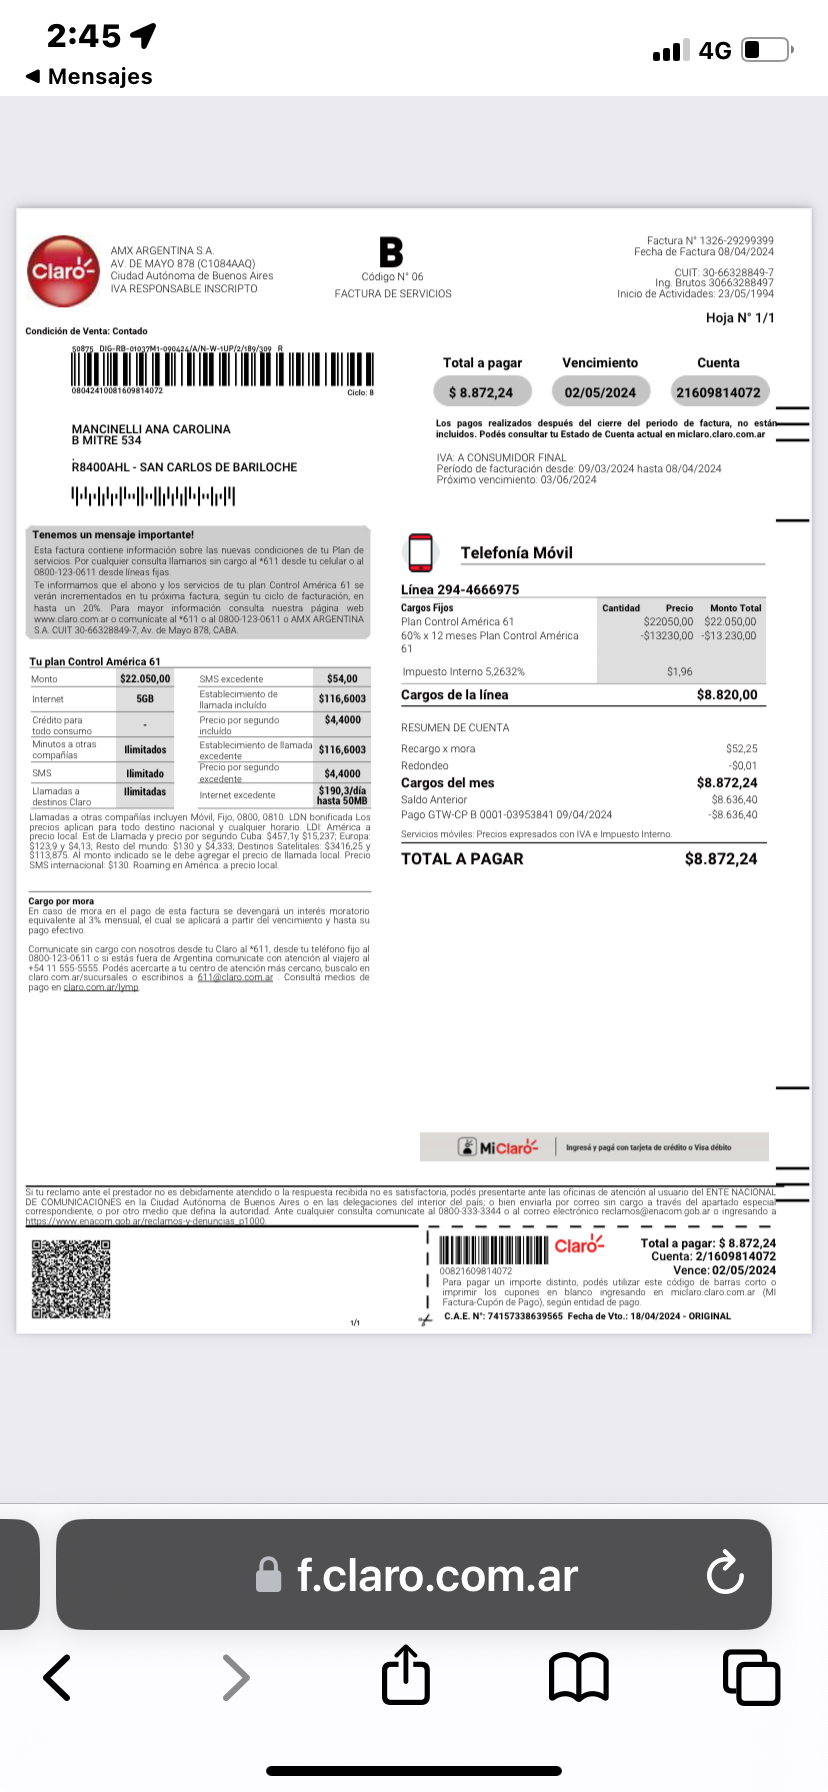 2:45
4G
Mensajes
Claro
AMX ARGENTINA S.A.
AV. DE MAYO 878 (C1084AAQ)
Ciudad Autónoma de Buenos Aires
IVA RESPONSABLE INSCRIPTO
B
Código N° 06
FACTURA DE SERVICIOS
Factura N° 1326-29299399
Fecha de Factura 08/04/2024
CUIT: 30-66328849-7
Ing. Brutos 30663288497
Inicio de Actividades: 23/05/1994
Hoja N° 1/1
Condición de Venta: Contado
50875 DIG-RB-01037M1-090424/A/N-W-1UP/2/189/309 R
08042410081609814072
Ciclo: 8
Total a pagar Vencimiento Cuenta
$ 8.872,24 02/05/2024 21609814072
Los pagos realizados después del cierre del periodo de factura, no están
incluidos. Podés consultar tu Estado de Cuenta actual en miclaro.claro.com.ar
MANCINELLI ANA CAROLINA
B MITRE 534
.
R8400AHL - SAN CARLOS DE BARILOCHE
IVA: A CONSUMIDOR FINAL
Período de facturación desde: 09/03/2024 hasta 08/04/2024
Próximo vencimiento: 03/06/2024
Tenemos un mensaje importante!
Esta factura contiene información sobre las nuevas condiciones de tu Plan de
servicios. Por cualquier consulta llamanos sin cargo al *611 desde tu celular o al
0800-123-0611 desde líneas fijas.
Te informamos que el abono y los servicios de tu plan Control América 61 se
verán incrementados en tu próxima factura, según tu ciclo de facturación, en
hasta un 20%. Para mayor información consulta nuestra página web
www.claro.com.ar o comunícate al *611 o al 0800-123-0611 o AMX ARGENTINA
S.A. CUIT 30-66328849-7, Av. de Mayo 878, CABA.
Tu plan Control América 61
Monto $22.050,00 SMS excedente $54,00
Internet 5GB Establecimiento de llamada incluído $116,6003
Crédito para todo consumo - Precio por segundo incluído $4,4000
Minutos a otras compañías Ilimitados Establecimiento de llamada excedente $116,6003
SMS Ilimitado Precio por segundo excedente $4,4000
Llamadas a destinos Claro Ilimitadas Internet excedente $190,3/día hasta 50MB
Llamadas a otras compañías incluyen Móvil, Fijo, 0800, 0810. LDN bonificada Los
precios aplican para todo destino nacional y cualquier horario. LDI: América a
precio local. Est.de Llamada y precio por segundo Cuba: $457,1y $15,237; Europa:
$123,9 y $4,13; Resto del mundo: $130 y $4,333; Destinos Satelitales: $3416,25 y
$113,875. Al monto indicado se le debe agregar el precio de llamada local. Precio
SMS internacional: $130. Roaming en América: a precio local.
Cargo por mora
En caso de mora en el pago de esta factura se devengará un interés moratorio
equivalente al 3% mensual, el cual se aplicará a partir del vencimiento y hasta su
pago efectivo.
Comunicate sin cargo con nosotros desde tu Claro al *611, desde tu teléfono fijo al
0800-123-0611 o si estás fuera de Argentina comunicate con atención al viajero al
+54 11 555-5555. Podés acercarte a tu centro de atención más cercano, buscalo en
claro.com.ar/sucursales o escribinos a 611@claro.com.ar . Consultá medios de
pago en claro.com.ar/lymp.
Telefonía Móvil
Línea 294-4666975
Cargos Fijos Cantidad Precio Monto Total
Plan Control América 61 $22050,00 $22.050,00
60% x 12 meses Plan Control América -$13230,00 -$13.230,00
61
Impuesto Interno 5,2632% $1,96
Cargos de la línea $8.820,00
RESUMEN DE CUENTA
Recargo x mora $52,25
Redondeo -$0,01
Cargos del mes $8.872,24
Saldo Anterior $8.636,40
Pago GTW-CP B 0001-03953841 09/04/2024 -$8.636,40
Servicios móviles: Precios expresados con IVA e Impuesto Interno.
TOTAL A PAGAR $8.872,24
MiClaro
Ingresá y pagá con tarjeta de crédito o Visa débito
Si tu reclamo ante el prestador no es debidamente atendido o la respuesta recibida no es satisfactoria, podés presentarte ante las oficinas de atención al usuario del ENTE NACIONAL
DE COMUNICACIONES en la Ciudad Autónoma de Buenos Aires o en las delegaciones del interior del país; o bien enviarla por correo sin cargo a través del apartado especial
correspondiente, o por otro medio que defina la autoridad. Ante cualquier consulta comunicate al 0800-333-3344 o al correo electrónico reclamos@enacom.gob.ar o ingresando a
https://www.enacom.gob.ar/reclamos-y-denuncias_p1000.
1/1
00821609814072
Claro
Total a pagar: $ 8.872,24
Cuenta: 2/1609814072
Vence: 02/05/2024
Para pagar un importe distinto, podés utilizar este código de barras corto o
imprimir los cupones en blanco ingresando en miclaro.claro.com.ar (MI
Factura-Cupón de Pago), según entidad de pago.
C.A.E. N°: 74157338639565 Fecha de Vto.: 18/04/2024 - ORIGINAL
f.claro.com.ar